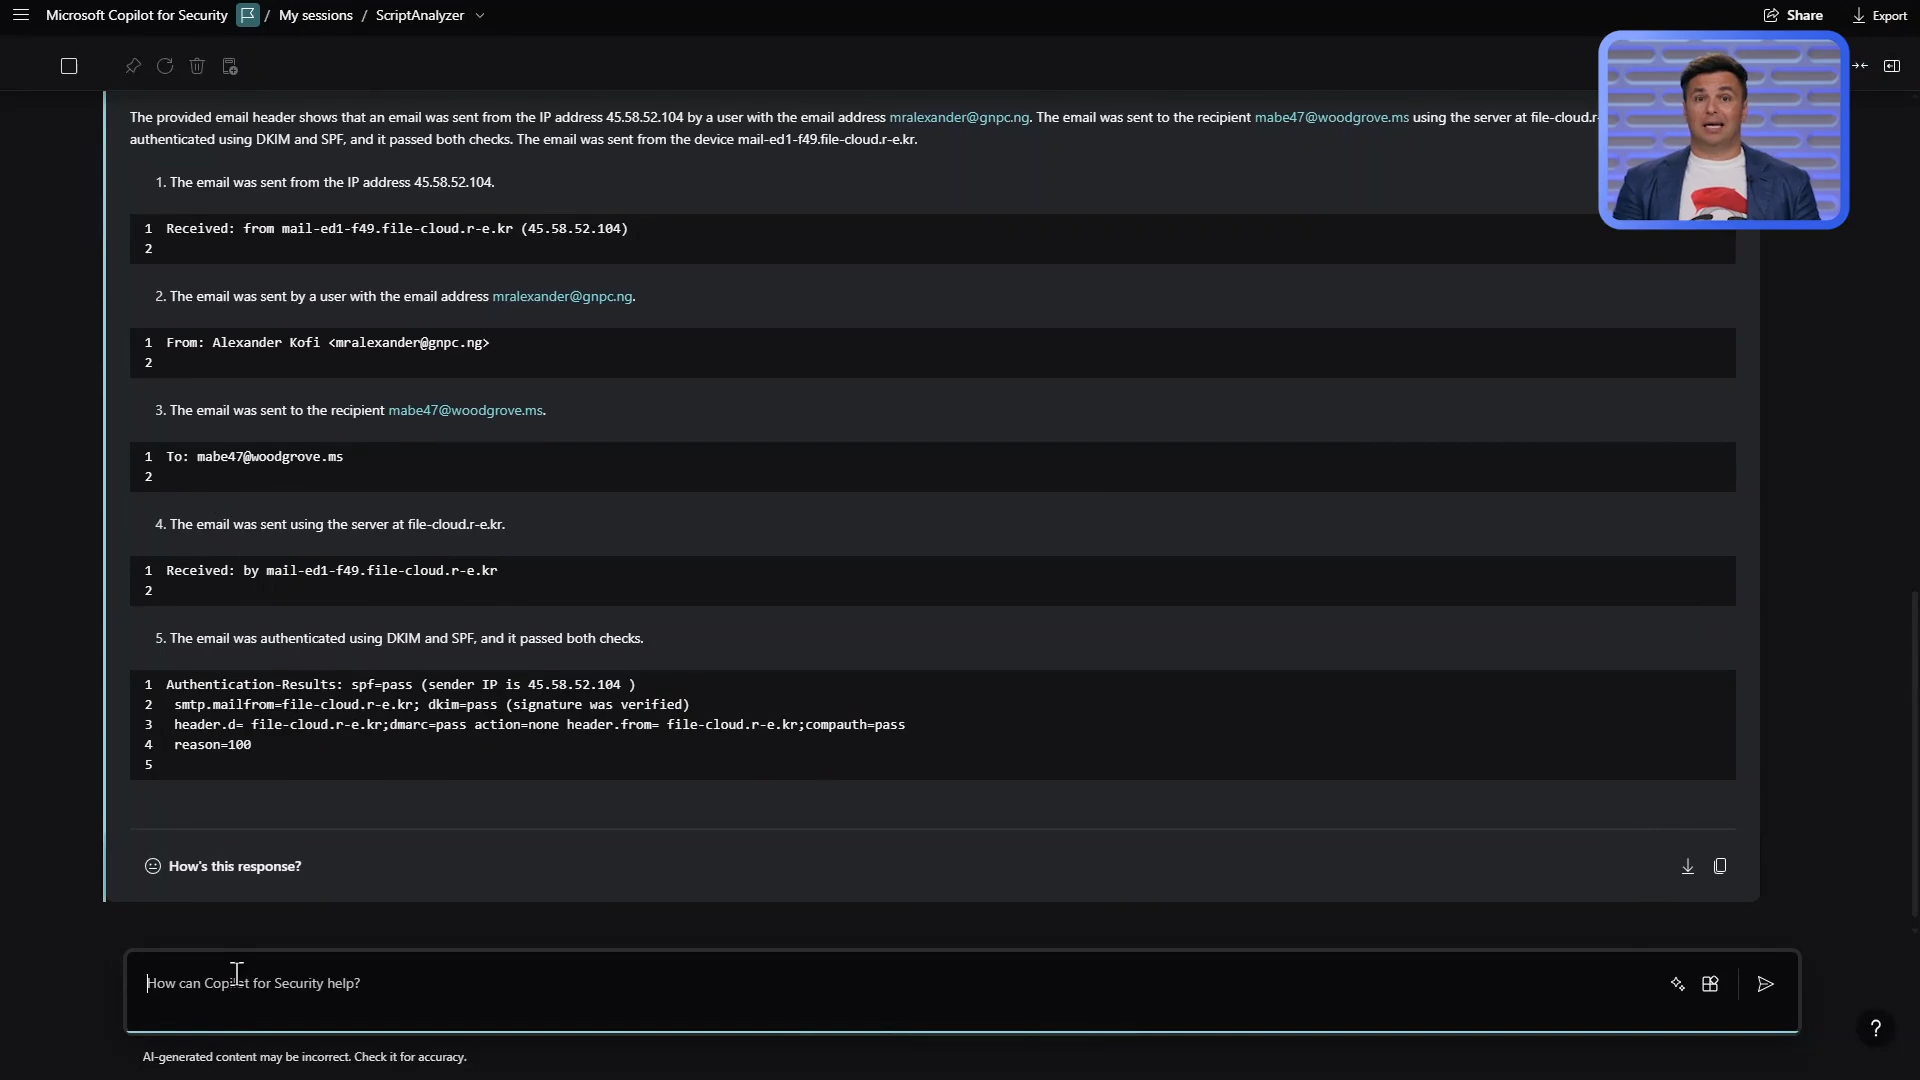 Microsoft Copilot for Security / My sessions / ScriptAnalyzer
Share
Export
The provided email header shows that an email was sent from the IP address 45.58.52.104 by a user with the email address mralexander@gnpc.ng. The email was sent to the recipient mabe47@woodgrove.ms using the server at file-cloud.r-
authenticated using DKIM and SPF, and it passed both checks. The email was sent from the device mail-ed1-f49.file-cloud.r-e.kr.
1. The email was sent from the IP address 45.58.52.104.
1 Received: from mail-ed1-f49.file-cloud.r-e.kr (45.58.52.104)
2
2. The email was sent by a user with the email address mralexander@gnpc.ng.
1 From: Alexander Kofi <mralexander@gnpc.ng>
2
3. The email was sent to the recipient mabe47@woodgrove.ms.
1 To: mabe47@woodgrove.ms
2
4. The email was sent using the server at file-cloud.r-e.kr.
1 Received: by mail-ed1-f49.file-cloud.r-e.kr
2
5. The email was authenticated using DKIM and SPF, and it passed both checks.
1 Authentication-Results: spf=pass (sender IP is 45.58.52.104 )
2 smtp.mailfrom=file-cloud.r-e.kr; dkim=pass (signature was verified)
3 header.d= file-cloud.r-e.kr;dmarc=pass action=none header.from= file-cloud.r-e.kr;compauth=pass
4 reason=100
5
How's this response?
How can Copilot for Security help?
?
AI-generated content may be incorrect. Check it for accuracy.